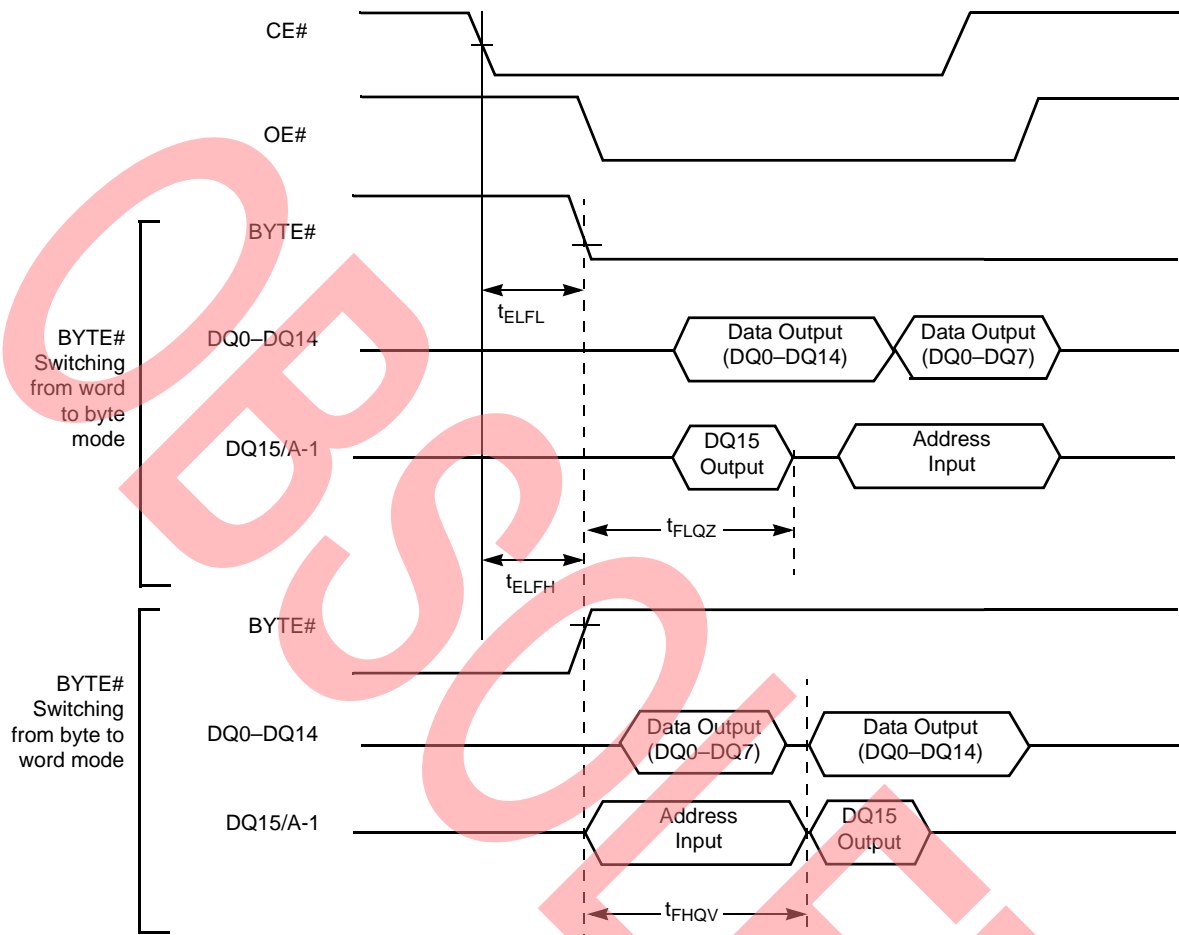 CE#
OE#
BYTE#
tELFL
BYTE#
Switching
from word
to byte
mode
DQ0–DQ14
Data Output
(DQ0–DQ14)
Data Output
(DQ0–DQ7)
DQ15/A-1
DQ15
Output
Address
Input
tFLQZ
tELFH
BYTE#
BYTE#
Switching
from byte to
word mode
DQ0–DQ14
Data Output
(DQ0–DQ7)
Data Output
(DQ0–DQ14)
DQ15/A-1
Address
Input
DQ15
Output
tFHQV